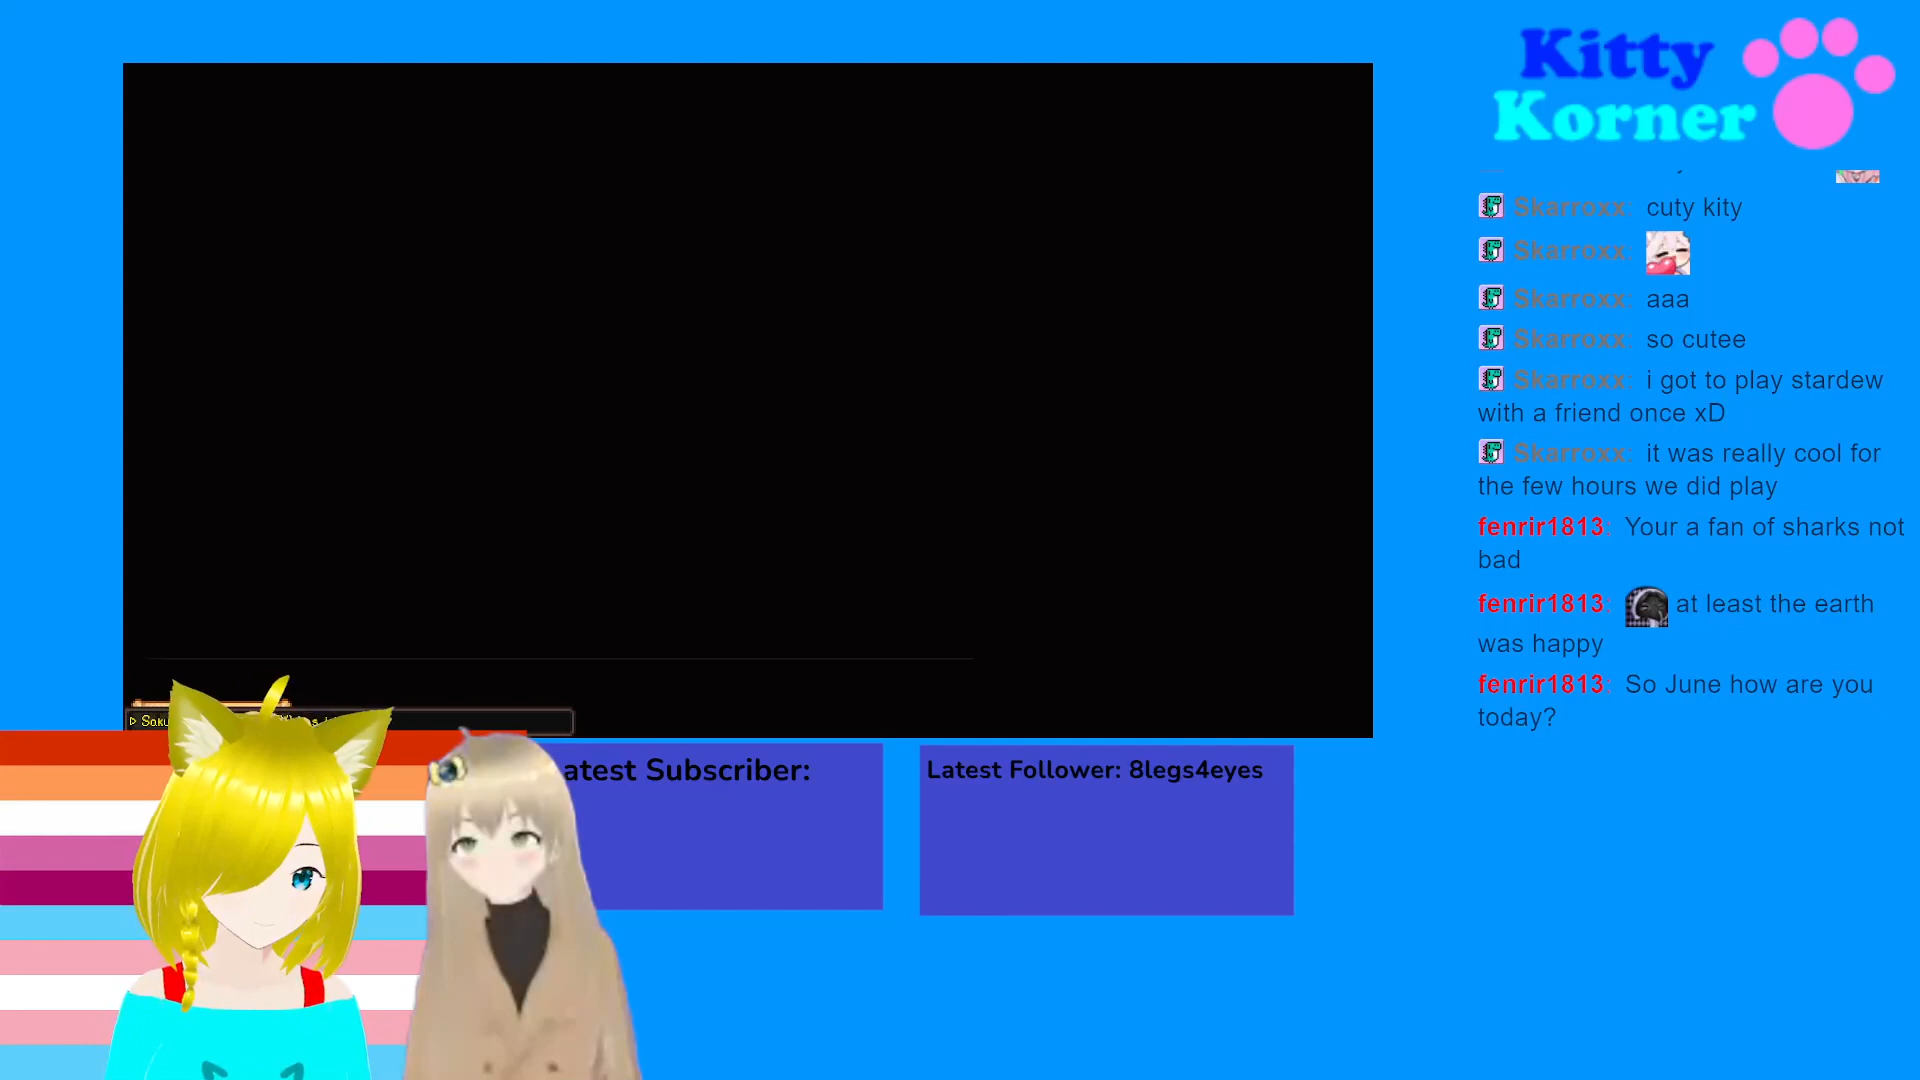 Kitty
Korner
Skarroxx: cuty kity
Skarroxx:
Skarroxx: aaa
Skarroxx: so cutee
Skarroxx: i got to play stardew
with a friend once xD
Skarroxx: it was really cool for
the few hours we did play
fenrir1813: Your a fan of sharks not
bad
fenrir1813: at least the earth
was happy
fenrir1813: So June how are you
today?
atest Subscriber:
Latest Follower: 8legs4eyes